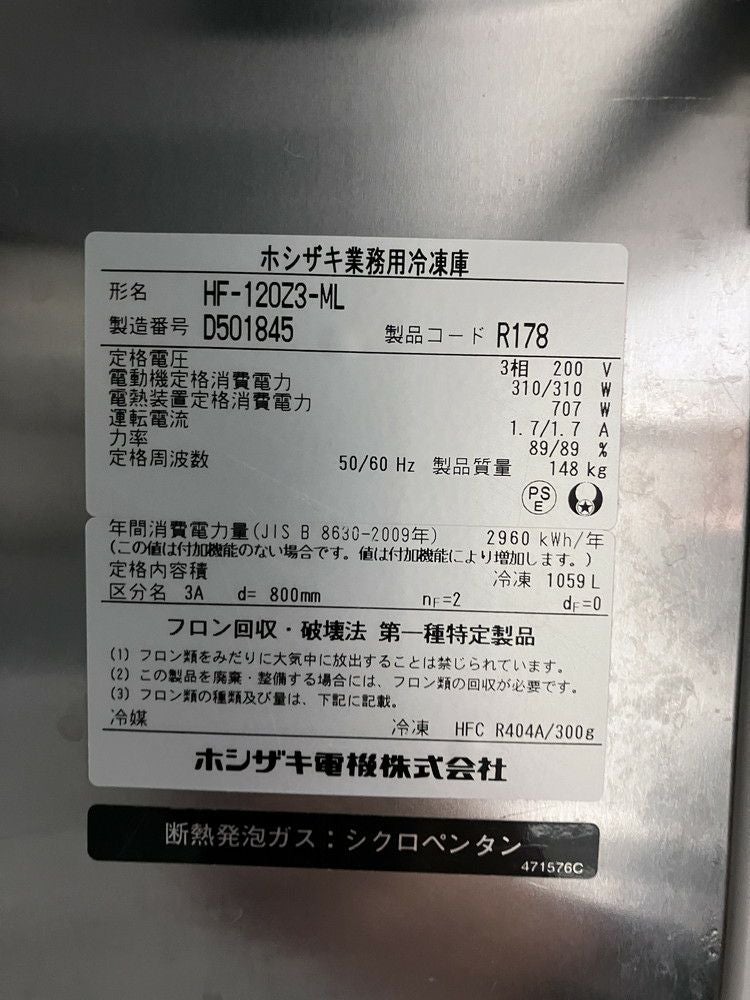 ホシザキ業務用冷凍庫
形名 HF-120Z3-ML
製造番号 D501845 製品コード R178
定格電圧 3相 200 V
電動機定格消費電力 310/310 W
電熱装置定格消費電力 707 W
運転電流 1.7/1.7 A
力率 89/89 %
定格周波数 50/60 Hz 製品質量 148 kg
PS E
年間消費電力量(JIS B 8630-2009年) 2960 kWh/年
(この値は付加機能のない場合です。値は付加機能により増加します。)
定格内容積 冷凍 1059 L
区分名 3A d= 800mm nF=2 dF=0
フロン回収・破壊法 第一種特定製品
(1) フロン類をみだりに大気中に放出することは禁じられています。
(2) この製品を廃棄・整備する場合には、フロン類の回収が必要です。
(3) フロン類の種類及び量は、下記に記載。
冷媒 冷凍 HFC R404A/300g
ホシザキ電機株式会社
断熱発泡ガス:シクロペンタン
471576C